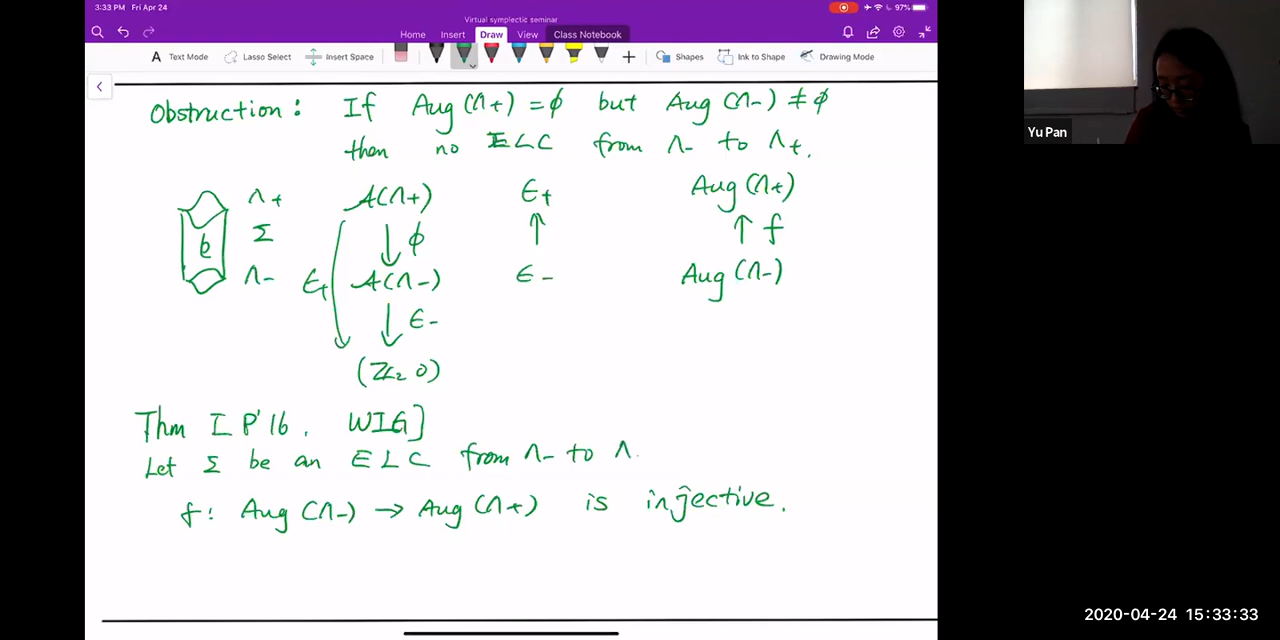 3:33 PM Fri Apr 24
97%
Virtual symplectic seminar
Home Insert Draw View Class Notebook
Text Mode Lasso Select Insert Space Shapes Ink to Shape Drawing Mode
Obstruction : If Aug (Λ+) = ϕ but Aug (Λ-) ≠ ϕ
then no ELC from Λ- to Λ+.
Λ+ A(Λ+) ϵ+ Aug (Λ+)
Σ ↓ ϕ ↑ ↑ f
Λ- ϵ+ A(Λ-) ϵ- Aug (Λ-)
↓ ϵ-
(ℤ2 0)
Thm [ P'16, WIG]
Let Σ be an ELC from Λ- to Λ
f: Aug (Λ-) → Aug (Λ+) is injective.
Yu Pan
2020-04-24 15:33:33